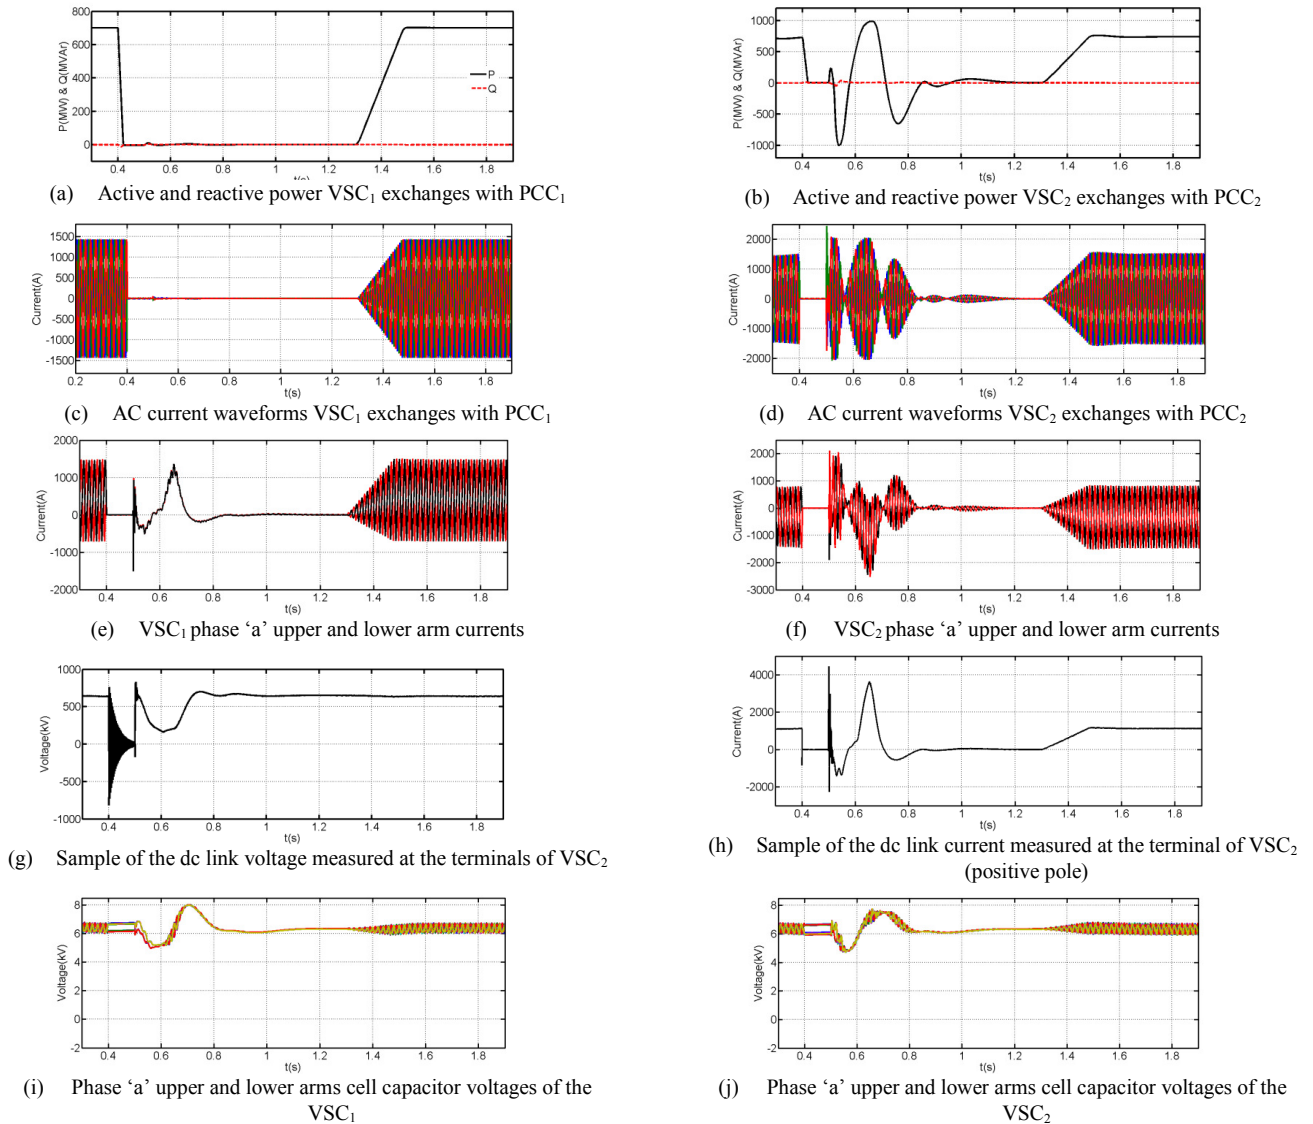 800
600
400
200
0
P(MW) & Q(MVAr)
P
Q
0.4 0.6 0.8 1 1.2 1.4 1.6 1.8
t(s)
(a) Active and reactive power VSC₁ exchanges with PCC₁
1000
500
0
-500
-1000
P(MW) & Q(MVAr)
0.4 0.6 0.8 1 1.2 1.4 1.6 1.8
t(s)
(b) Active and reactive power VSC₂ exchanges with PCC₂
1500
1000
500
0
-500
-1000
-1500
Current(A)
0.2 0.4 0.6 0.8 1 1.2 1.4 1.6 1.8
t(s)
(c) AC current waveforms VSC₁ exchanges with PCC₁
2000
1000
0
-1000
-2000
Current(A)
0.4 0.6 0.8 1 1.2 1.4 1.6 1.8
t(s)
(d) AC current waveforms VSC₂ exchanges with PCC₂
2000
1000
0
-1000
-2000
Current(A)
0.4 0.6 0.8 1 1.2 1.4 1.6 1.8
t(s)
(e) VSC₁ phase ‘a’ upper and lower arm currents
3000
2000
1000
0
-1000
-2000
-3000
Current(A)
0.4 0.6 0.8 1 1.2 1.4 1.6 1.8
t(s)
(f) VSC₂ phase ‘a’ upper and lower arm currents
1000
500
0
-500
-1000
Voltage(kV)
0.4 0.6 0.8 1 1.2 1.4 1.6 1.8
t(s)
(g) Sample of the dc link voltage measured at the terminals of VSC₂
4000
2000
0
-2000
Current(A)
0.4 0.6 0.8 1 1.2 1.4 1.6 1.8
t(s)
(h) Sample of the dc link current measured at the terminal of VSC₂
(positive pole)
8
6
4
2
0
-2
Voltage(kV)
0.4 0.6 0.8 1 1.2 1.4 1.6 1.8
t(s)
(i) Phase ‘a’ upper and lower arms cell capacitor voltages of the
VSC₁
8
6
4
2
0
-2
Voltage(kV)
0.4 0.6 0.8 1 1.2 1.4 1.6 1.8
t(s)
(j) Phase ‘a’ upper and lower arms cell capacitor voltages of the
VSC₂